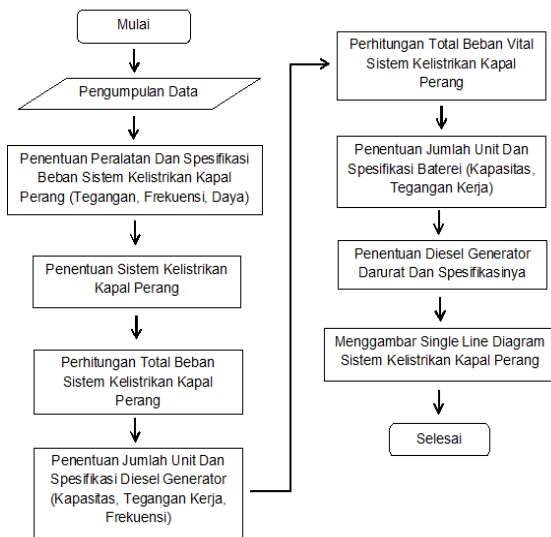 Mulai
Pengumpulan Data
Penentuan Peralatan Dan Spesifikasi
Beban Sistem Kelistrikan Kapal
Perang (Tegangan, Frekuensi, Daya)
Penentuan Sistem Kelistrikan
Kapal Perang
Perhitungan Total Beban
Sistem Kelistrikan Kapal
Perang
Penentuan Jumlah Unit Dan
Spesifikasi Diesel Generator
(Kapasitas, Tegangan Kerja,
Frekuensi)
Perhitungan Total Beban Vital
Sistem Kelistrikan Kapal
Perang
Penentuan Jumlah Unit Dan
Spesifikasi Baterei (Kapasitas,
Tegangan Kerja)
Penentuan Diesel Generator
Darurat Dan Spesifikasinya
Menggambar Single Line Diagram
Sistem Kelistrikan Kapal Perang
Selesai